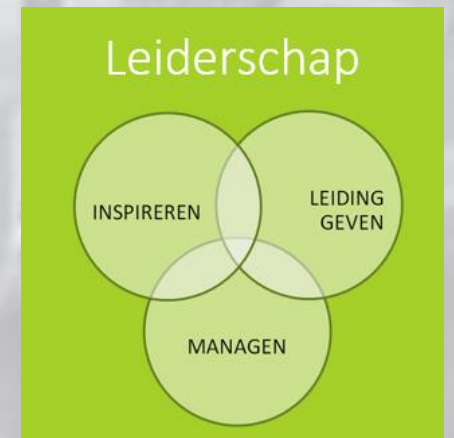 Leiderschap
INSPIREREN
LEIDING
GEVEN
MANAGEN